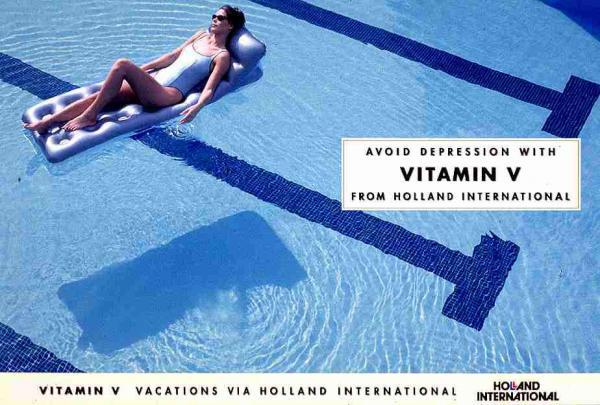 AVOID DEPRESSION WITH
VITAMIN V
FROM HOLLAND INTERNATIONAL
VITAMIN V VACATIONS VIA HOLLAND INTERNATIONAL
HOLLAND
INTERNATIONAL